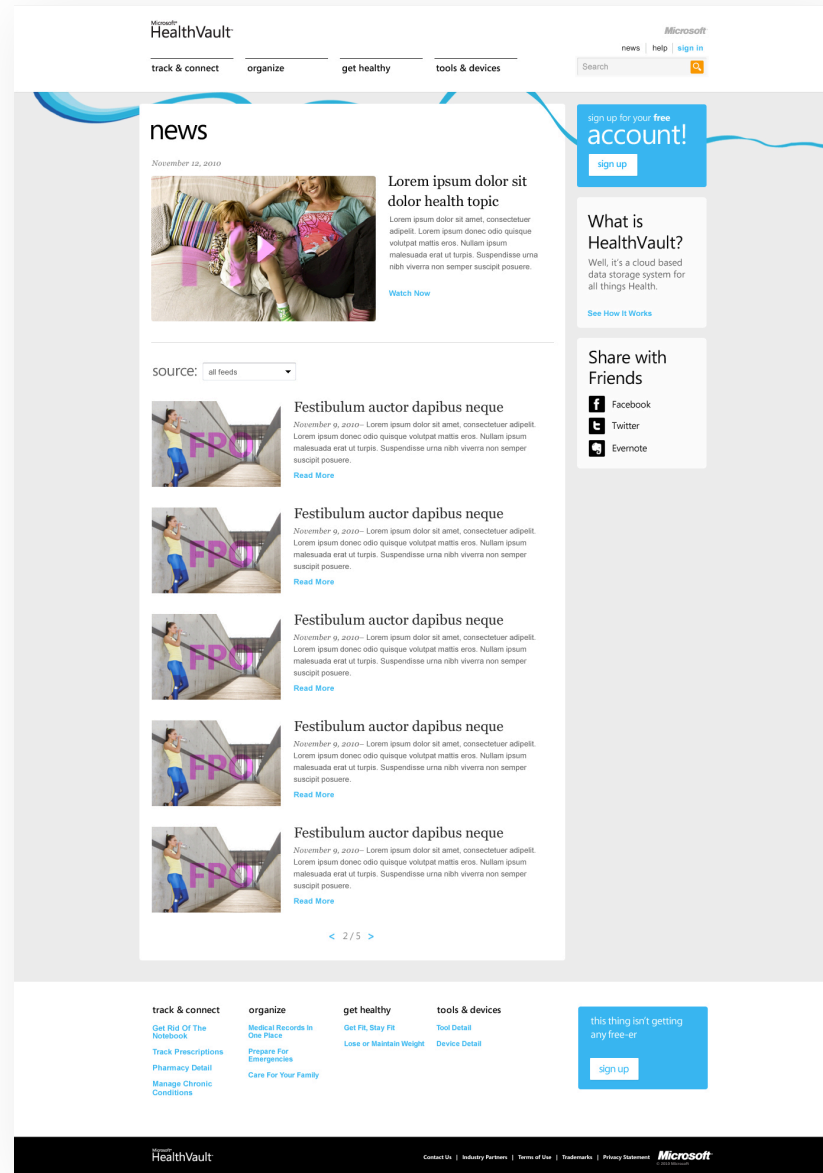 Microsoft®
HealthVault
Microsoft
news | help | sign in
track & connect
organize
get healthy
tools & devices
Search
news
November 12, 2010
FPO
Lorem ipsum dolor sit
dolor health topic
Lorem ipsum dolor sit amet, consectetuer
adipelit. Lorem ipsum donec odio quisque
volutpat mattis eros. Nullam ipsum
malesuada erat ut turpis. Suspendisse urna
nibh viverra non semper suscipit posuere.
Watch Now
sign up for your free
account!
sign up
What is
HealthVault?
Well, it's a cloud based
data storage system for
all things Health.
See How It Works
Share with
Friends
Facebook
Twitter
Evernote
source:
all feeds
FPO
Festibulum auctor dapibus neque
November 9, 2010– Lorem ipsum dolor sit amet, consectetuer adipelit.
Lorem ipsum donec odio quisque volutpat mattis eros. Nullam ipsum
malesuada erat ut turpis. Suspendisse urna nibh viverra non semper
suscipit posuere.
Read More
FPO
Festibulum auctor dapibus neque
November 9, 2010– Lorem ipsum dolor sit amet, consectetuer adipelit.
Lorem ipsum donec odio quisque volutpat mattis eros. Nullam ipsum
malesuada erat ut turpis. Suspendisse urna nibh viverra non semper
suscipit posuere.
Read More
FPO
Festibulum auctor dapibus neque
November 9, 2010– Lorem ipsum dolor sit amet, consectetuer adipelit.
Lorem ipsum donec odio quisque volutpat mattis eros. Nullam ipsum
malesuada erat ut turpis. Suspendisse urna nibh viverra non semper
suscipit posuere.
Read More
FPO
Festibulum auctor dapibus neque
November 9, 2010– Lorem ipsum dolor sit amet, consectetuer adipelit.
Lorem ipsum donec odio quisque volutpat mattis eros. Nullam ipsum
malesuada erat ut turpis. Suspendisse urna nibh viverra non semper
suscipit posuere.
Read More
FPO
Festibulum auctor dapibus neque
November 9, 2010– Lorem ipsum dolor sit amet, consectetuer adipelit.
Lorem ipsum donec odio quisque volutpat mattis eros. Nullam ipsum
malesuada erat ut turpis. Suspendisse urna nibh viverra non semper
suscipit posuere.
Read More
< 2 / 5 >
track & connect
Get Rid Of The
Notebook
Track Prescriptions
Pharmacy Detail
Manage Chronic
Conditions
organize
Medical Records In
One Place
Prepare For
Emergencies
Care For Your Family
get healthy
Get Fit, Stay Fit
Lose or Maintain Weight
tools & devices
Tool Detail
Device Detail
this thing isn't getting
any free-er
sign up
Microsoft®
HealthVault
Contact Us | Industry Partners | Terms of Use | Trademarks | Privacy Statement
Microsoft
© 2010 Microsoft